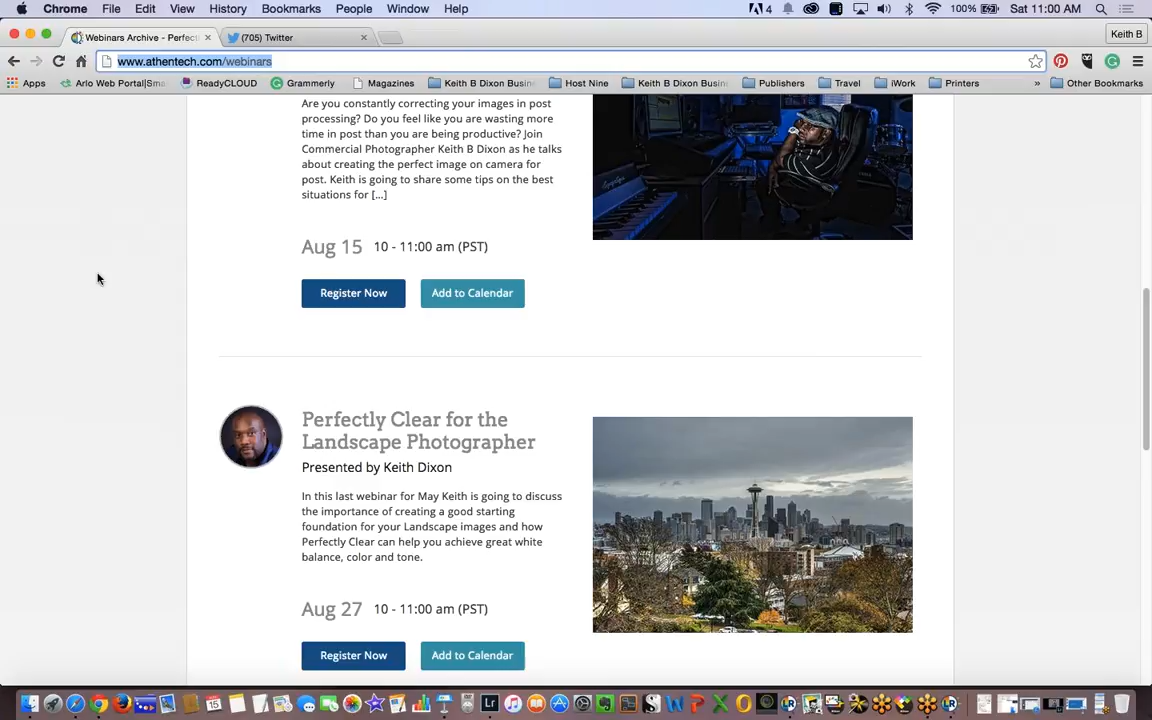 Chrome File Edit View History Bookmarks People Window Help 4 100% Sat 11:00 AM
Webinars Archive - Perfect (705) Twitter Keith B
www.athentech.com/webinars
Apps Arlo Web Portal|Sma ReadyCLOUD Grammerly Magazines Keith B Dixon Busin Host Nine Keith B Dixon Busin Publishers Travel iWork Printers » Other Bookmarks
Are you constantly correcting your images in post
processing? Do you feel like you are wasting more
time in post than you are being productive? Join
Commercial Photographer Keith B Dixon as he talks
about creating the perfect image on camera for
post. Keith is going to share some tips on the best
situations for [...]
Aug 15 10 - 11:00 am (PST)
Register Now Add to Calendar
Perfectly Clear for the
Landscape Photographer
Presented by Keith Dixon
In this last webinar for May Keith is going to discuss
the importance of creating a good starting
foundation for your Landscape images and how
Perfectly Clear can help you achieve great white
balance, color and tone.
Aug 27 10 - 11:00 am (PST)
Register Now Add to Calendar